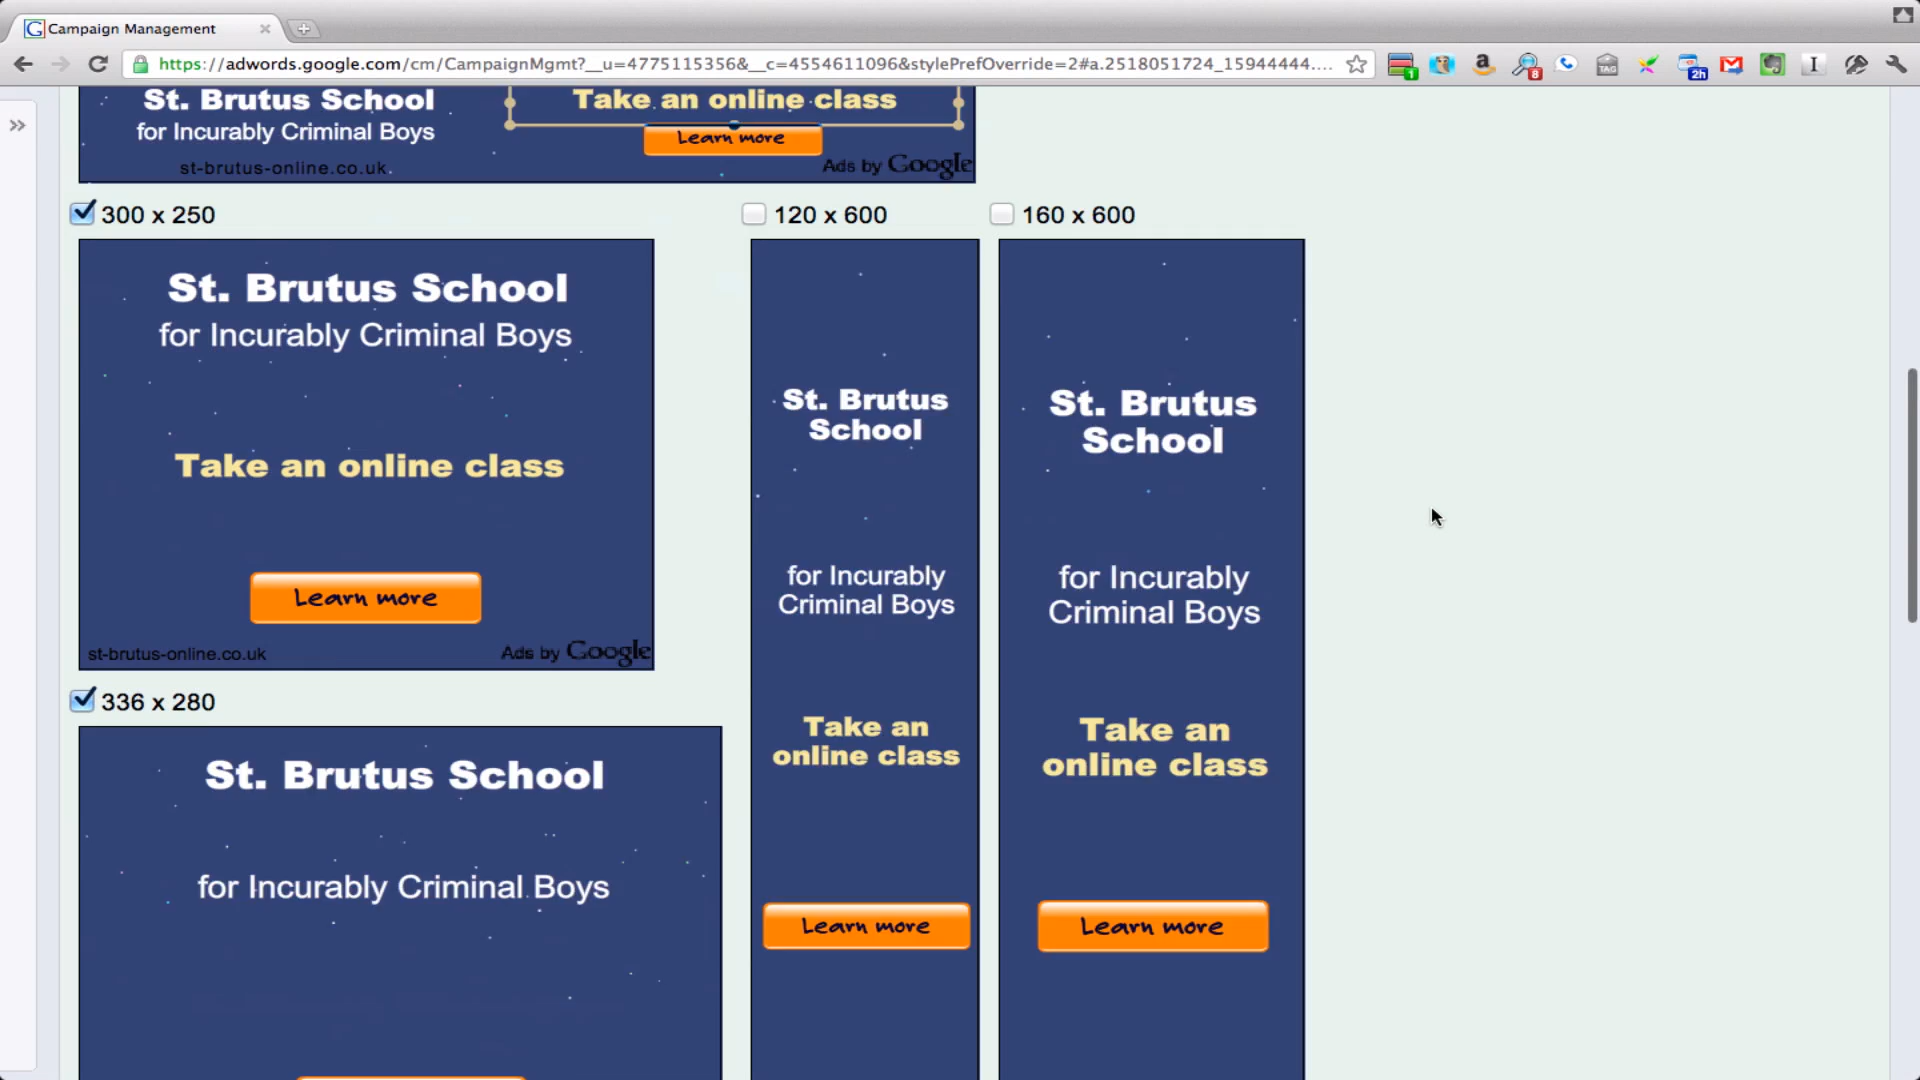 Campaign Management
https://adwords.google.com/cm/CampaignMgmt?__u=4775115356&__c=4554611096&stylePrefOverride=2#a.2518051724_15944444....
1
8
TAG
2h
St. Brutus School
for Incurably Criminal Boys
st-brutus-online.co.uk
Take an online class
Learn more
Ads by Google
300 x 250
120 x 600
160 x 600
St. Brutus School
for Incurably Criminal Boys
Take an online class
Learn more
st-brutus-online.co.uk
Ads by Google
336 x 280
St. Brutus School
for Incurably Criminal Boys
St. Brutus
School
for Incurably
Criminal Boys
Take an
online class
Learn more
St. Brutus
School
for Incurably
Criminal Boys
Take an
online class
Learn more